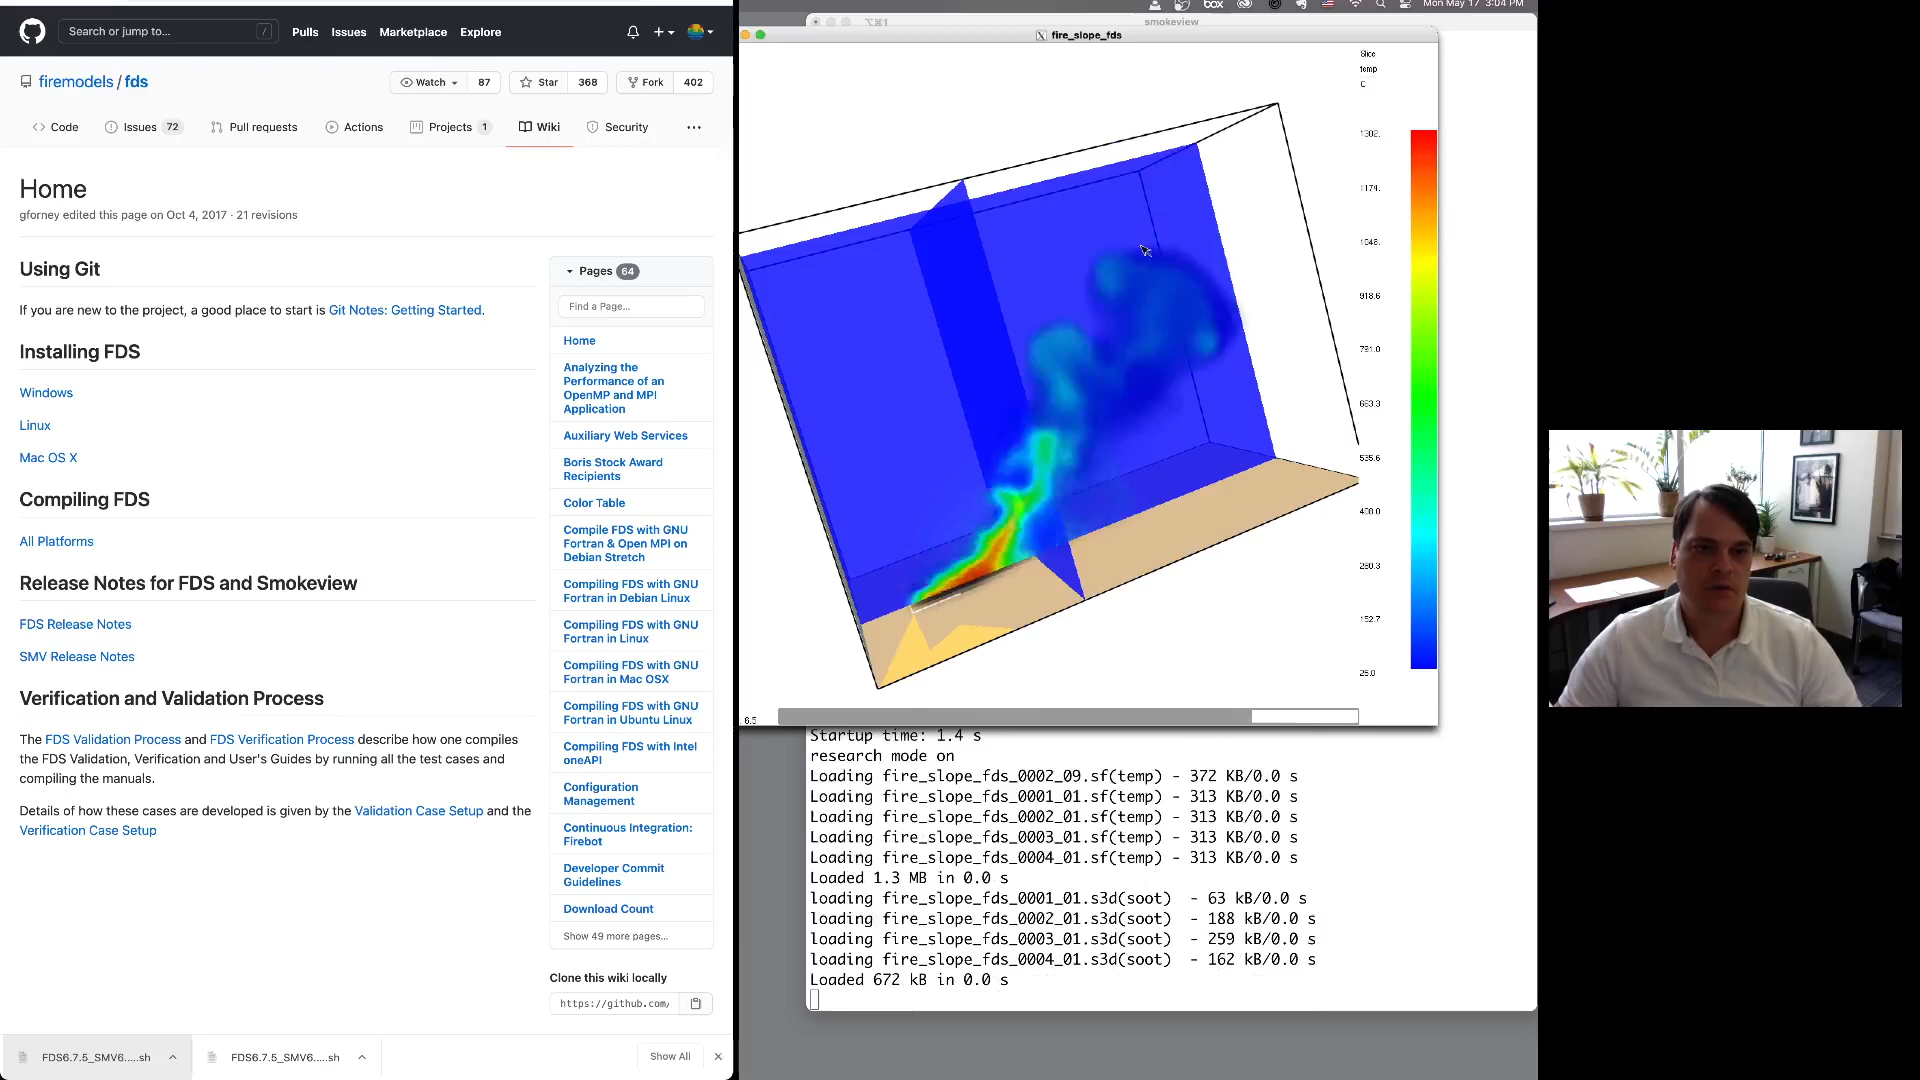 Search or jump to...
/
Pulls
Issues
Marketplace
Explore
firemodels / fds
Watch
87
Star
368
Fork
402
Code
Issues 72
Pull requests
Actions
Projects 1
Wiki
Security
Home
gforney edited this page on Oct 4, 2017 · 21 revisions
Using Git
If you are new to the project, a good place to start is Git Notes: Getting Started.
Installing FDS
Windows
Linux
Mac OS X
Compiling FDS
All Platforms
Release Notes for FDS and Smokeview
FDS Release Notes
SMV Release Notes
Verification and Validation Process
The FDS Validation Process and FDS Verification Process describe how one compiles
the FDS Validation, Verification and User's Guides by running all the test cases and
compiling the manuals.
Details of how these cases are developed is given by the Validation Case Setup and the
Verification Case Setup
Pages 64
Find a Page...
Home
Analyzing the
Performance of an
OpenMP and MPI
Application
Auxiliary Web Services
Boris Stock Award
Recipients
Color Table
Compile FDS with GNU
Fortran & Open MPI on
Debian Stretch
Compiling FDS with GNU
Fortran in Debian Linux
Compiling FDS with GNU
Fortran in Linux
Compiling FDS with GNU
Fortran in Mac OSX
Compiling FDS with GNU
Fortran in Ubuntu Linux
Compiling FDS with Intel
oneAPI
Configuration
Management
Continuous Integration:
Firebot
Developer Commit
Guidelines
Download Count
Show 49 more pages...
Clone this wiki locally
https://github.com/
FDS6.7.5_SMV6.....sh
FDS6.7.5_SMV6.....sh
Show All
box
Mon May 17 3:04 PM
⌥⌘1
smokeview
fire_slope_fds
Slice
temp
C
1302.
1174.
1046.
918.6
791.0
663.3
535.6
408.0
280.3
152.7
25.0
6.5
Startup time: 1.4 s
research mode on
Loading fire_slope_fds_0002_09.sf(temp) - 372 KB/0.0 s
Loading fire_slope_fds_0001_01.sf(temp) - 313 KB/0.0 s
Loading fire_slope_fds_0002_01.sf(temp) - 313 KB/0.0 s
Loading fire_slope_fds_0003_01.sf(temp) - 313 KB/0.0 s
Loading fire_slope_fds_0004_01.sf(temp) - 313 KB/0.0 s
Loaded 1.3 MB in 0.0 s
loading fire_slope_fds_0001_01.s3d(soot) - 63 kB/0.0 s
loading fire_slope_fds_0002_01.s3d(soot) - 188 kB/0.0 s
loading fire_slope_fds_0003_01.s3d(soot) - 259 kB/0.0 s
loading fire_slope_fds_0004_01.s3d(soot) - 162 kB/0.0 s
Loaded 672 kB in 0.0 s